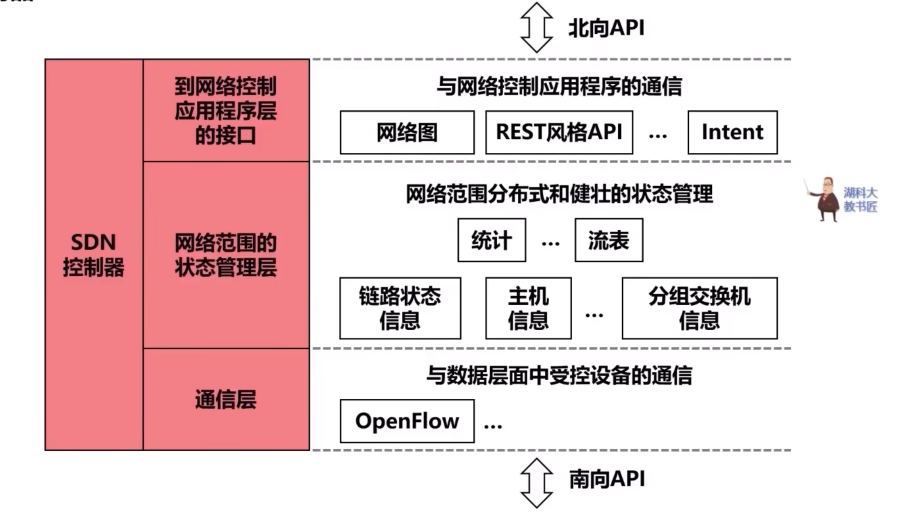 北向API
到网络控制
应用程序层
的接口
与网络控制应用程序的通信
网络图
REST风格API
...
Intent
湖科大
教书匠
SDN
控制器
网络范围的
状态管理层
网络范围分布式和健壮的状态管理
统计
...
流表
链路状态
信息
主机
信息
...
分组交换机
信息
通信层
与数据层面中受控设备的通信
OpenFlow
...
南向API